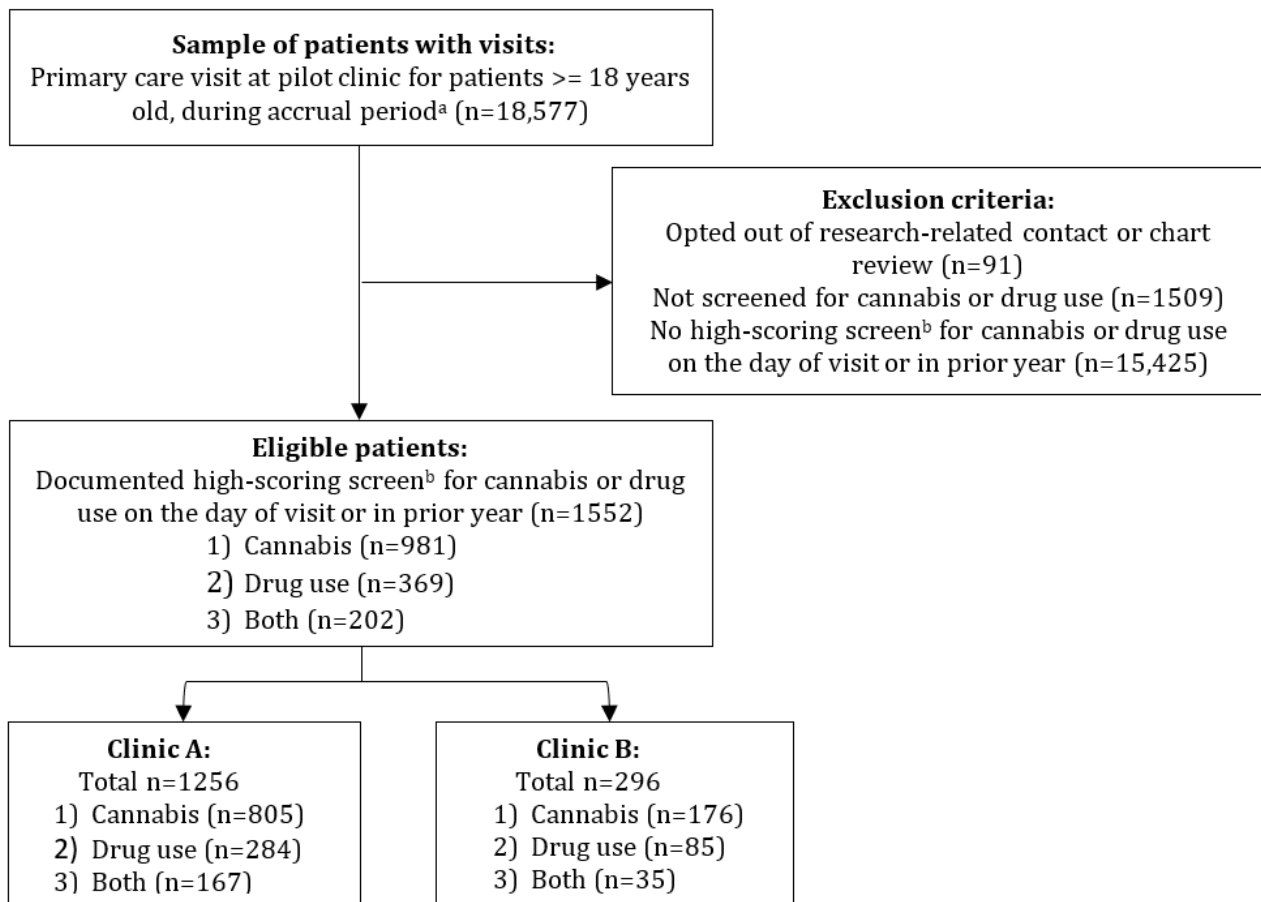 Sample of patients with visits:
Primary care visit at pilot clinic for patients >= 18 years
old, during accrual periodᵃ (n=18,577)
Exclusion criteria:
Opted out of research-related contact or chart
review (n=91)
Not screened for cannabis or drug use (n=1509)
No high-scoring screenᵇ for cannabis or drug use
on the day of visit or in prior year (n=15,425)
Eligible patients:
Documented high-scoring screenᵇ for cannabis or drug
use on the day of visit or in prior year (n=1552)
1) Cannabis (n=981)
2) Drug use (n=369)
3) Both (n=202)
Clinic A:
Total n=1256
1) Cannabis (n=805)
2) Drug use (n=284)
3) Both (n=167)
Clinic B:
Total n=296
1) Cannabis (n=176)
2) Drug use (n=85)
3) Both (n=35)